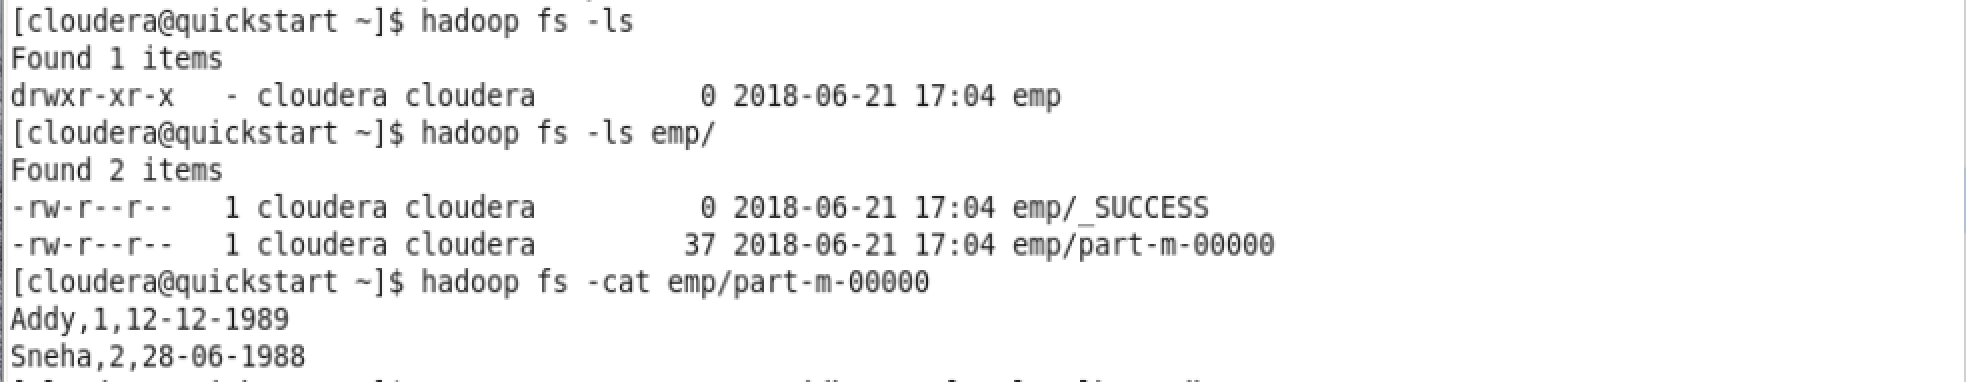 [cloudera@quickstart ~]$ hadoop fs -ls
Found 1 items
drwxr-xr-x   - cloudera cloudera          0 2018-06-21 17:04 emp
[cloudera@quickstart ~]$ hadoop fs -ls emp/
Found 2 items
-rw-r--r--   1 cloudera cloudera          0 2018-06-21 17:04 emp/_SUCCESS
-rw-r--r--   1 cloudera cloudera         37 2018-06-21 17:04 emp/part-m-00000
[cloudera@quickstart ~]$ hadoop fs -cat emp/part-m-00000
Addy,1,12-12-1989
Sneha,2,28-06-1988